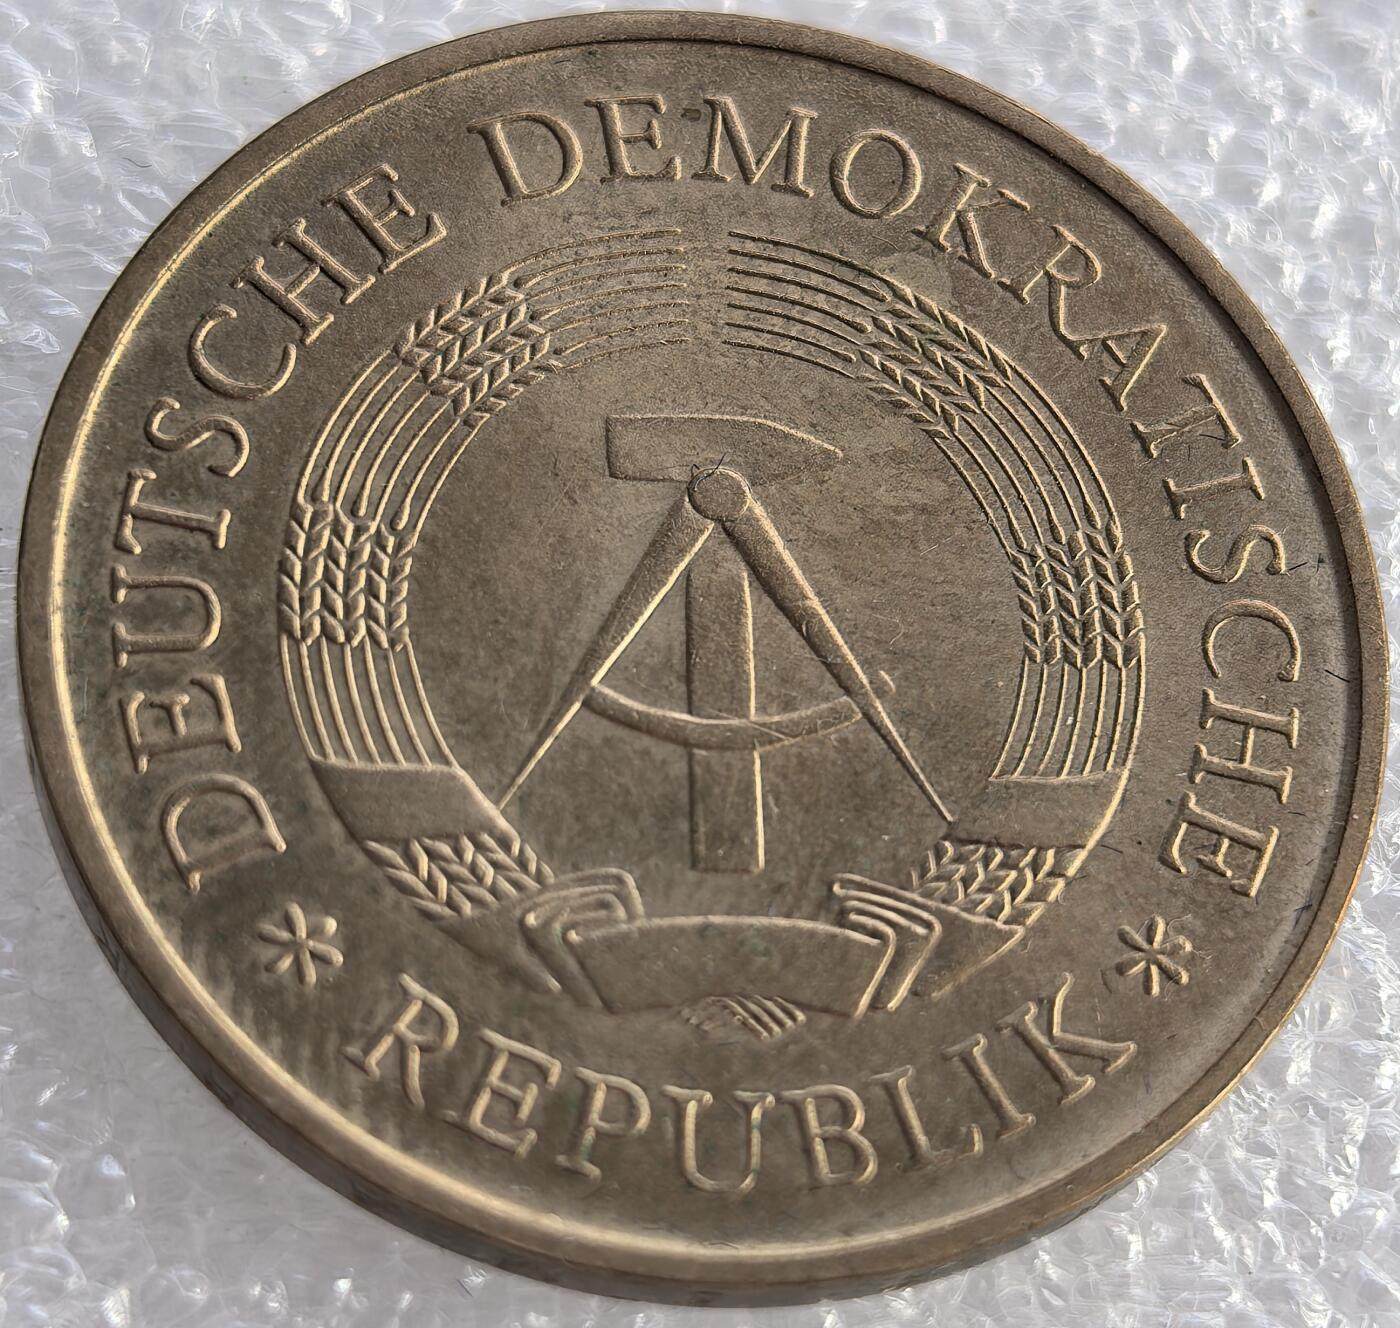 DEUTSCHE DEMOKRATISCHE
* REPUBLIK *